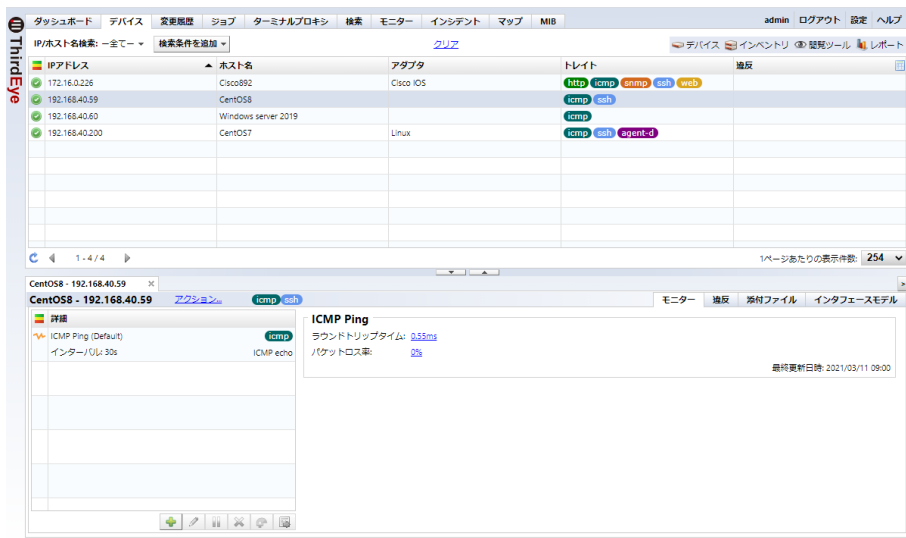 ThirdEye
ダッシュボード デバイス 変更履歴 ジョブ ターミナルプロキシ 検索 モニター インシデント マップ MIB admin ログアウト 設定 ヘルプ
IP/ホスト名検索: ー全てー 検索条件を追加 クリア デバイス インベントリ 閲覧ツール レポート
IPアドレス ホスト名 アダプタ トレイト 違反
172.16.0.226 Cisco892 Cisco IOS http icmp snmp ssh web
192.168.40.59 CentOS8 icmp ssh
192.168.40.60 Windows server 2019 icmp
192.168.40.200 CentOS7 Linux icmp ssh agent-d
1 - 4 / 4 1ページあたりの表示件数: 254
CentOS8 - 192.168.40.59
CentOS8 - 192.168.40.59 アクション... icmp ssh モニター 違反 添付ファイル インタフェースモデル
詳細
ICMP Ping (Default) icmp
インターバル: 30s ICMP echo
ICMP Ping
ラウンドトリップタイム: 0.55ms
パケットロス率: 0%
最終更新日時: 2021/03/11 09:00